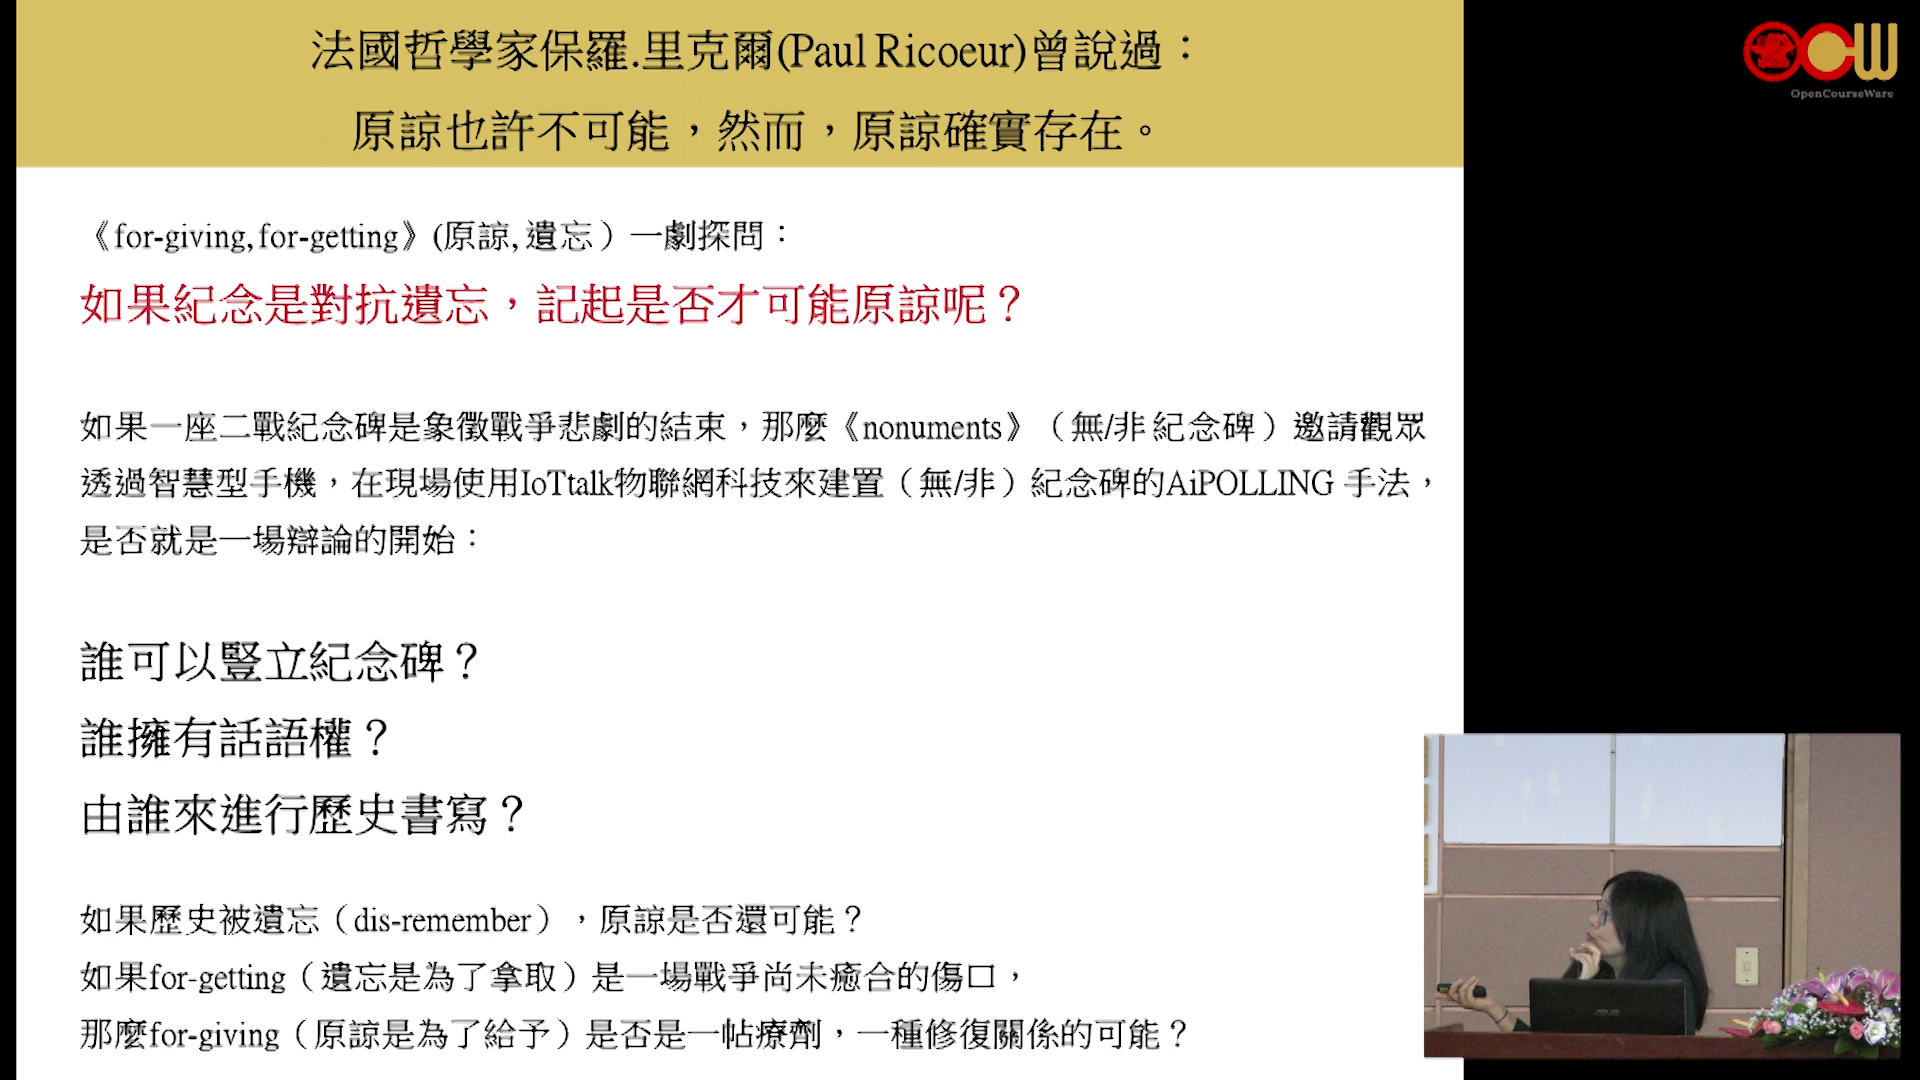 法國哲學家保羅.里克爾(Paul Ricoeur)曾說過：
原諒也許不可能，然而，原諒確實存在。
《for-giving, for-getting》(原諒, 遺忘）一劇探問：
如果紀念是對抗遺忘，記起是否才可能原諒呢？
如果一座二戰紀念碑是象徵戰爭悲劇的結束，那麼《nonuments》（無/非 紀念碑）邀請觀眾
透過智慧型手機，在現場使用IoTtalk物聯網科技來建置（無/非）紀念碑的AiPOLLING 手法，
是否就是一場辯論的開始：
誰可以豎立紀念碑？
誰擁有話語權？
由誰來進行歷史書寫？
如果歷史被遺忘（dis-remember），原諒是否還可能？
如果for-getting（遺忘是為了拿取）是一場戰爭尚未癒合的傷口，
那麼for-giving（原諒是為了給予）是否是一帖療劑，一種修復關係的可能？
OCW
OpenCourseWare
ASUS